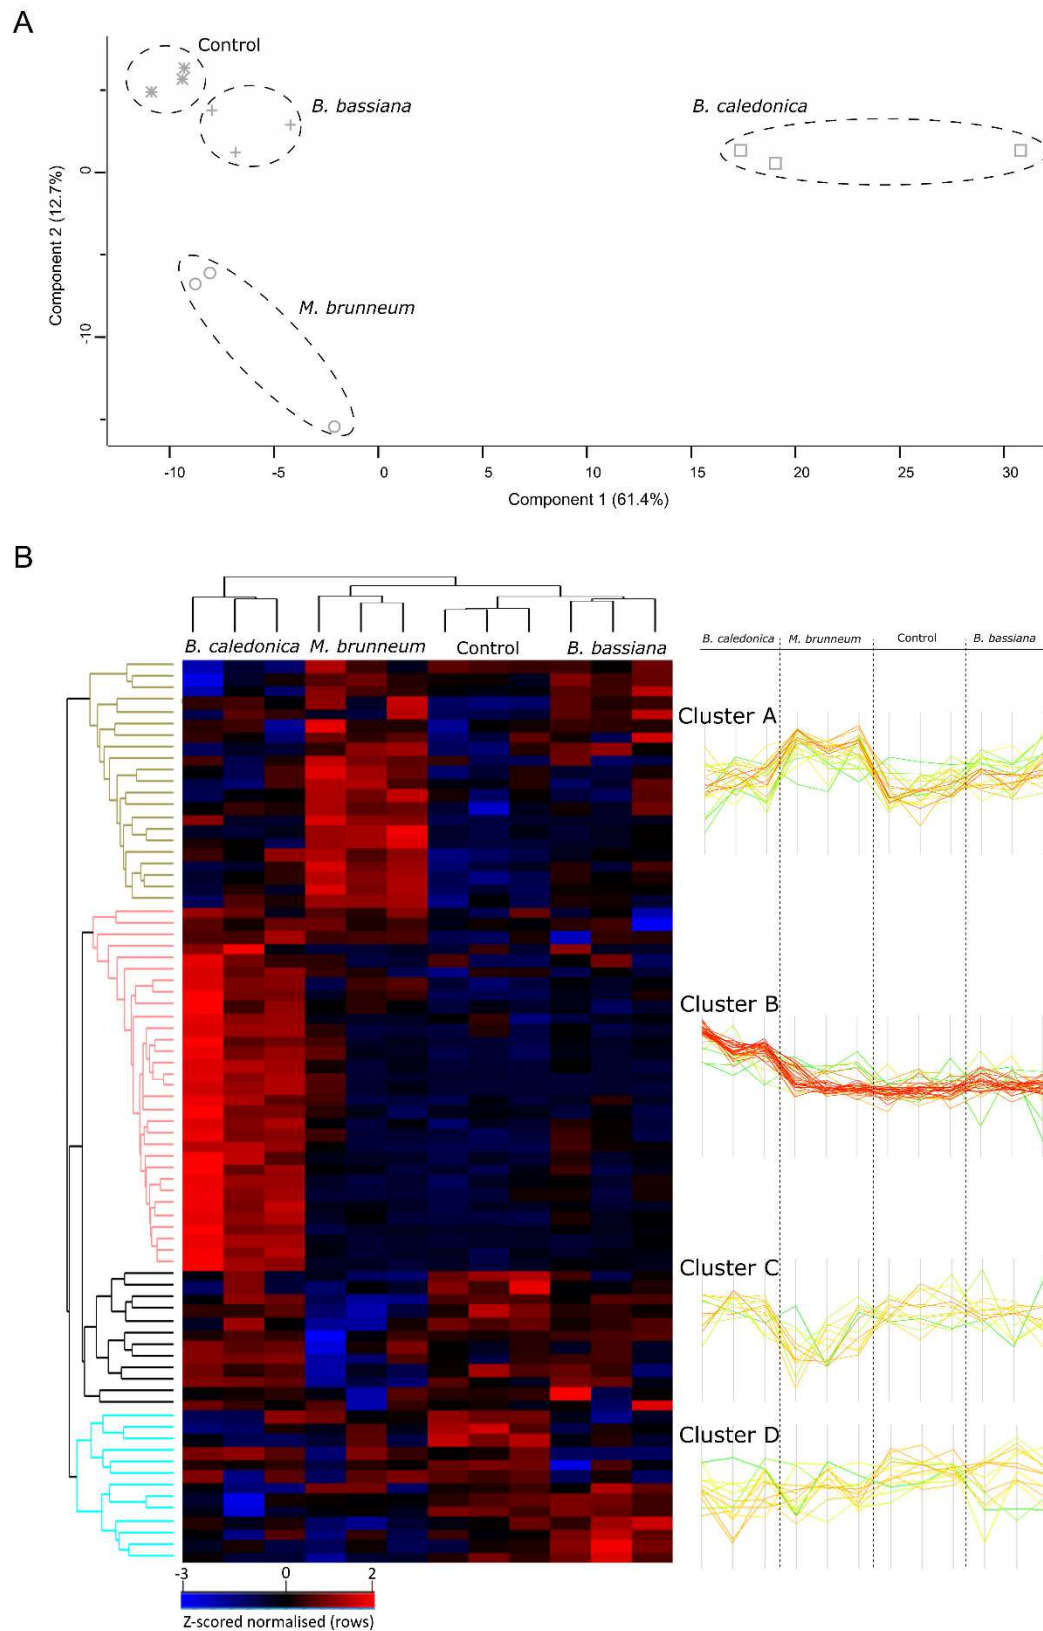 A
Control
B. bassiana
B. caledonica
M. brunneum
Component 2 (12.7%)
0
-10
-10 -5 0 5 10 15 20 25 30
Component 1 (61.4%)
B
B. caledonica M. brunneum Control B. bassiana
B. caledonica M. brunneum Control B. bassiana
Cluster A
Cluster B
Cluster C
Cluster D
-3 0 2
Z-scored normalised (rows)